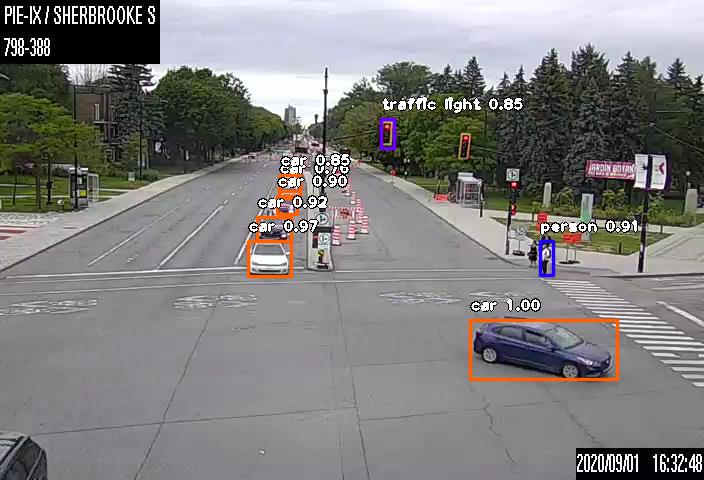 PIE-IX / SHERBROOKE S
798-388
traffic light 0.85
car 0.85
car 0.90
car 0.92
car 0.97
person 0.91
car 1.00
JARDIN BOTAN
2020/09/01 16:32:48